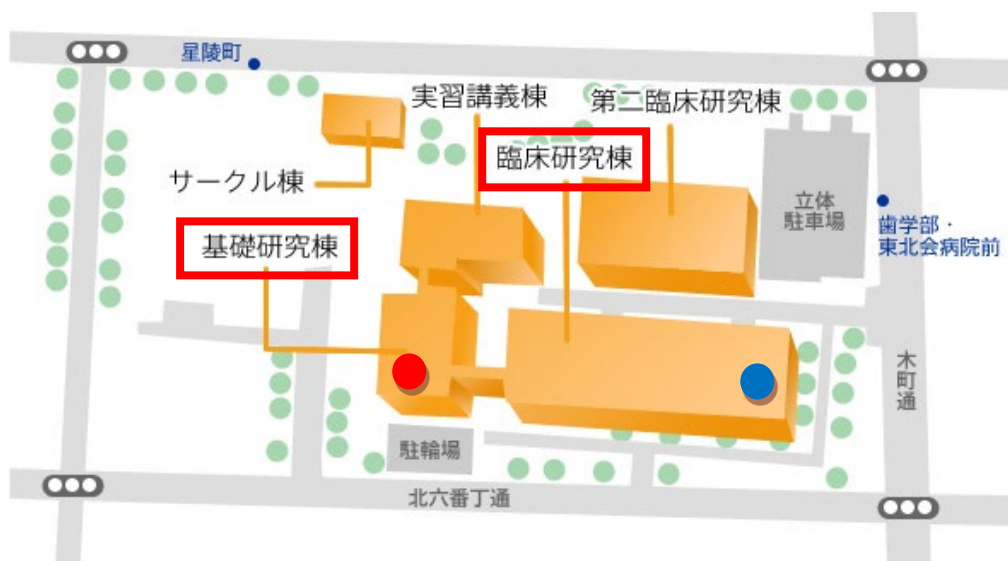 星陵町
実習講義棟
第二臨床研究棟
臨床研究棟
サークル棟
立体
駐車場
基礎研究棟
歯学部・
東北会病院前
木町通
駐輪場
北六番丁通